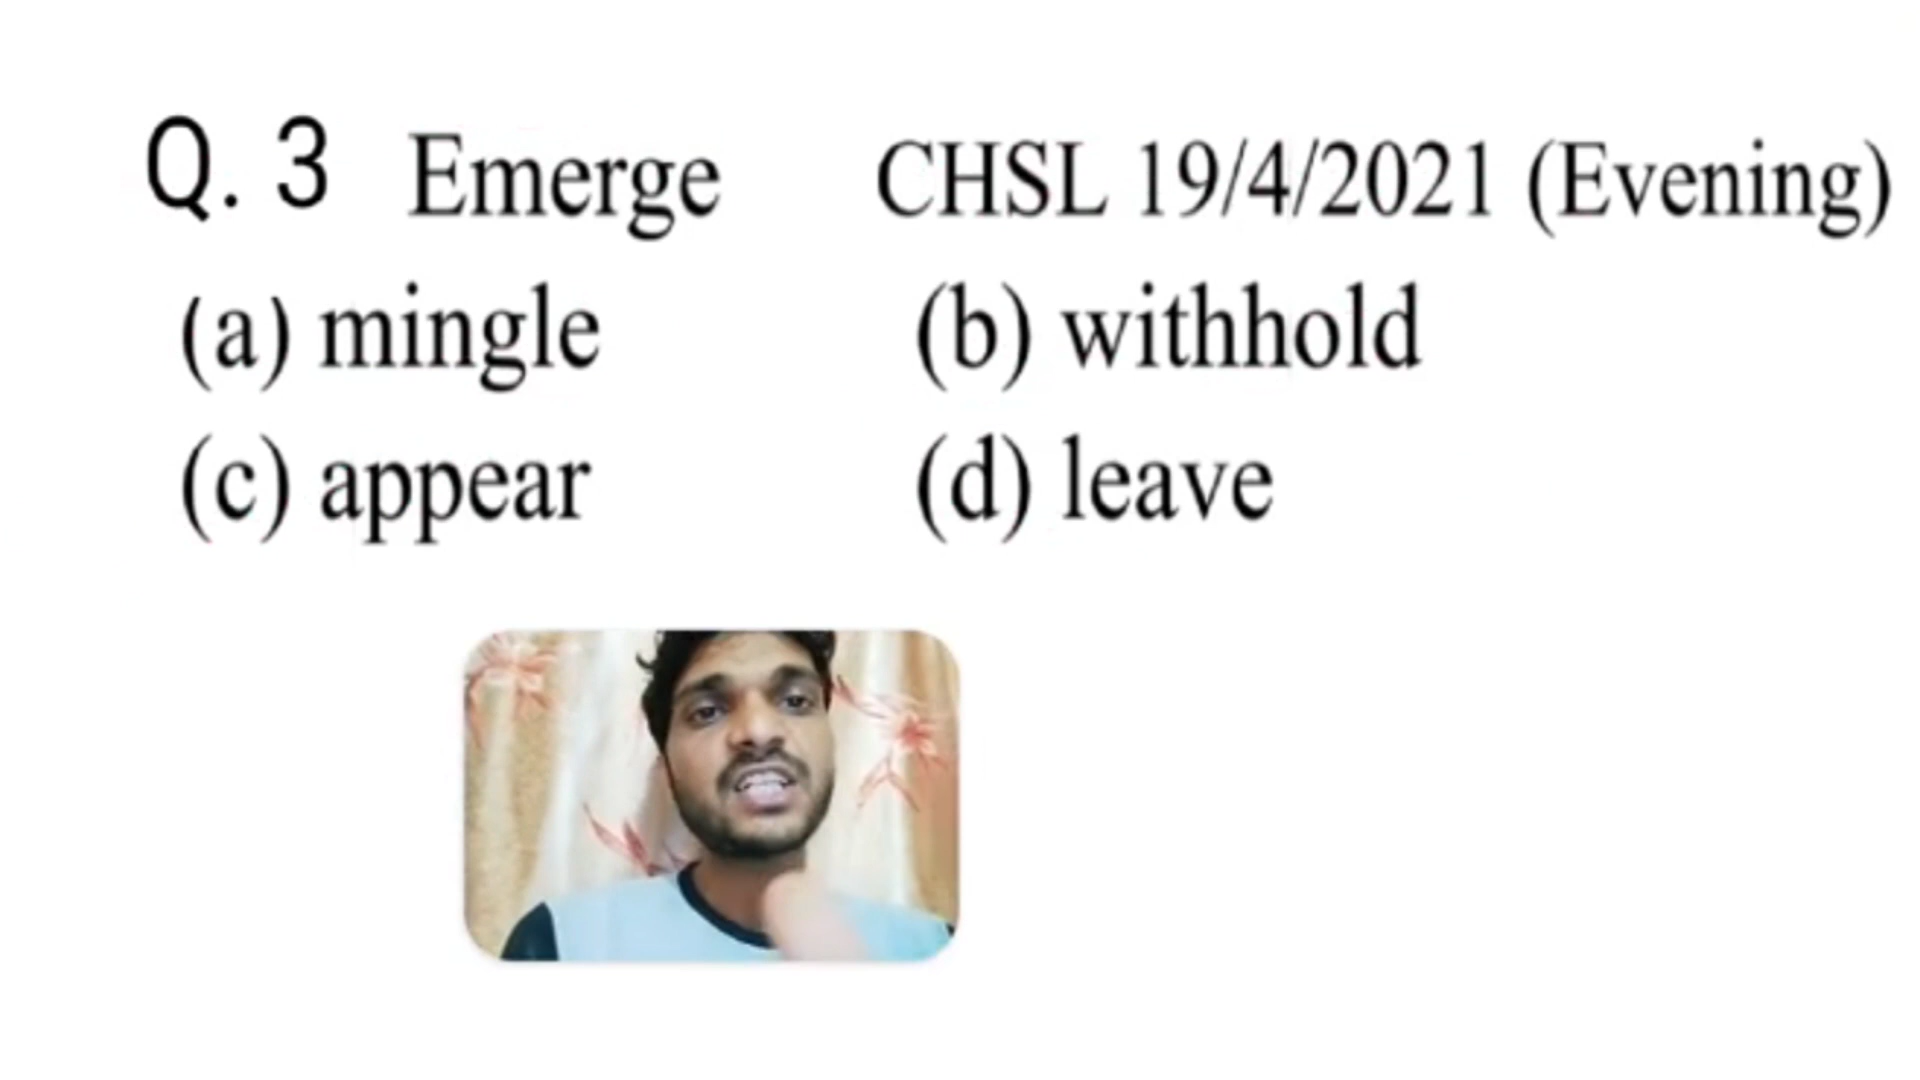 Q. 3 Emerge CHSL 19/4/2021 (Evening)
(a) mingle (b) withhold
(c) appear (d) leave